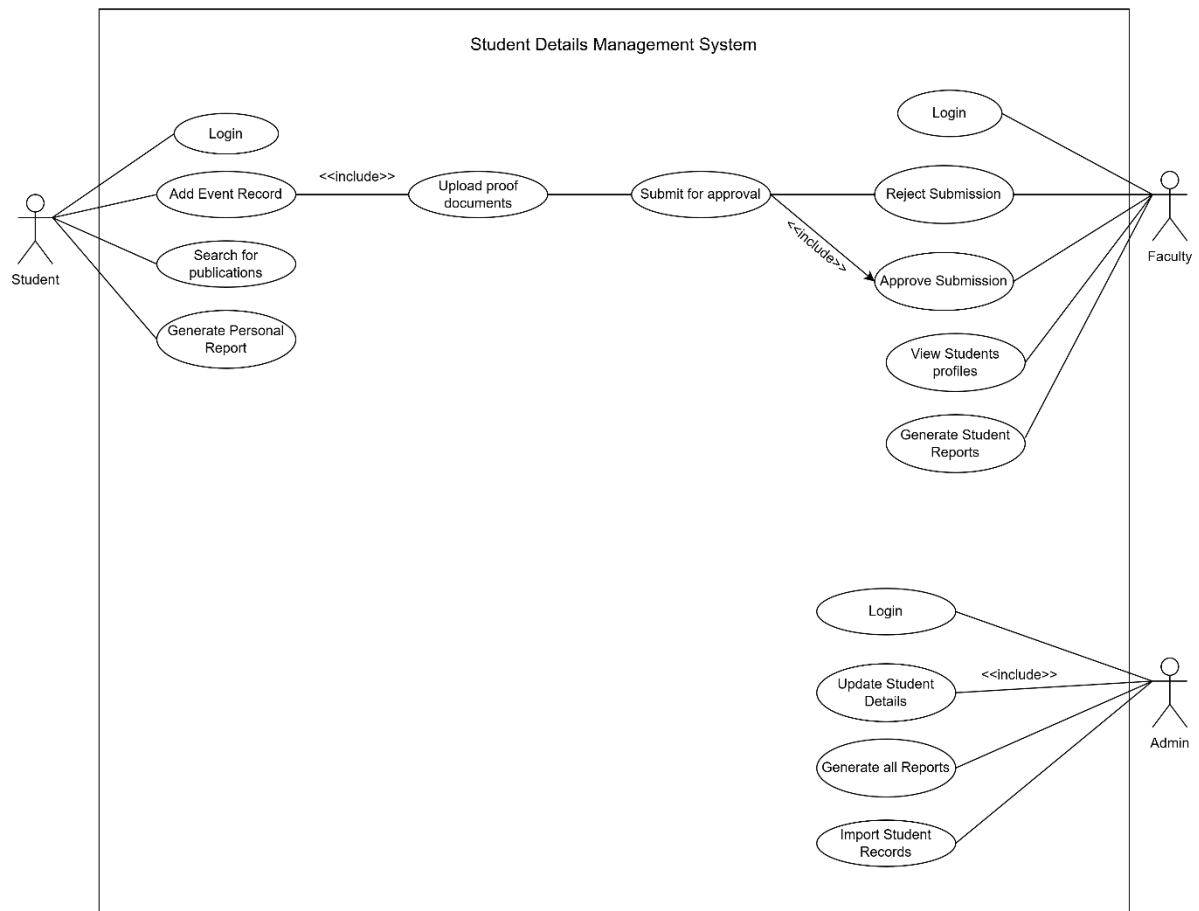 Student Details Management System
Login
Login
<<include>>
Add Event Record
Upload proof
documents
Submit for approval
Reject Submission
<<include>>
Student
Faculty
Search for
publications
Approve Submission
Generate Personal
Report
View Students
profiles
Generate Student
Reports
Login
<<include>>
Update Student
Details
Admin
Generate all Reports
Import Student
Records